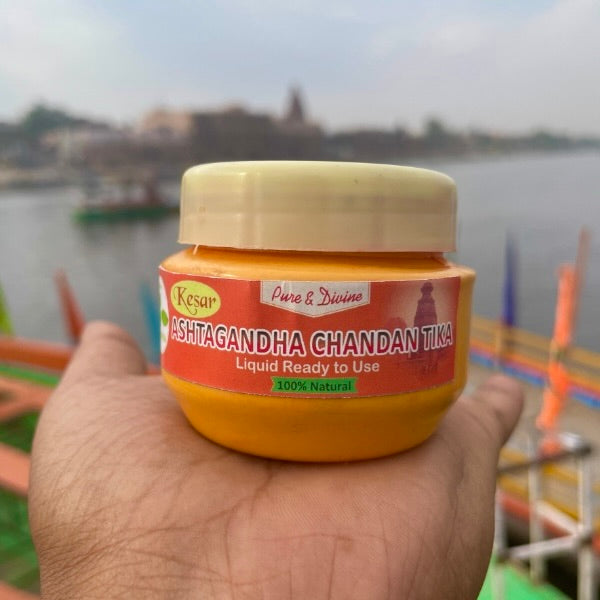 Kesar
Pure & Divine
ASHTAGANDHA CHANDAN TIKA
Liquid Ready to Use
100% Natural